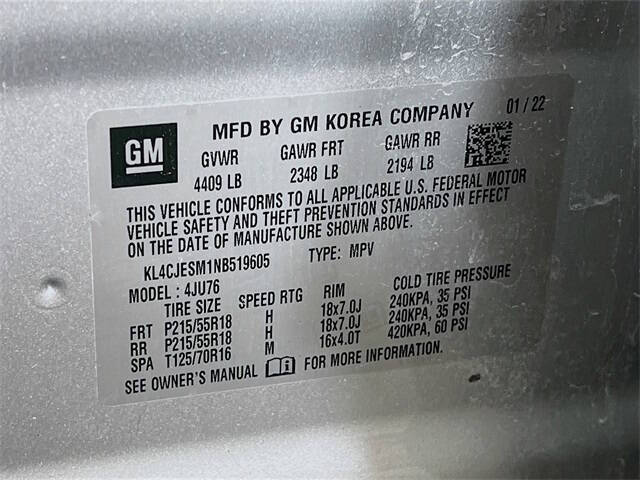 GM MFD BY GM KOREA COMPANY 01 / 22
GVWR GAWR FRT GAWR RR
4409 LB 2348 LB 2194 LB
THIS VEHICLE CONFORMS TO ALL APPLICABLE U.S. FEDERAL MOTOR
VEHICLE SAFETY AND THEFT PREVENTION STANDARDS IN EFFECT
ON THE DATE OF MANUFACTURE SHOWN ABOVE.
KL4CJESM1NB519605 TYPE: MPV
MODEL : 4JU76
TIRE SIZE SPEED RTG RIM COLD TIRE PRESSURE
FRT P215/55R18 H 18x7.0J 240KPA, 35 PSI
RR P215/55R18 H 18x7.0J 240KPA, 35 PSI
SPA T125/70R16 M 16x4.0T 420KPA, 60 PSI
SEE OWNER'S MANUAL FOR MORE INFORMATION.